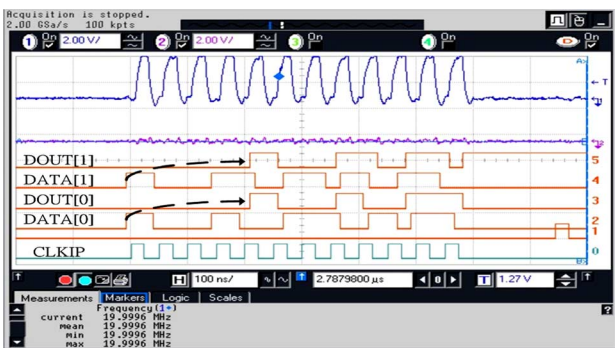 Acquisition is stopped.
2.00 GSa/s 100 kpts
1 On 2.00 V/ 2 On 2.00 V/ 3 On 4 On On
T
DOUT[1] 5
DATA[1] 4
DOUT[0] 3
DATA[0] 2
1
CLKIP 0
H 100 ns/ 2.7879800 µs 0 T 1.27 V
Measurements Markers Logic Scales
Frequency(1)
current 19.9996 MHz
mean 19.9996 MHz
min 19.9996 MHz
max 19.9996 MHz
?